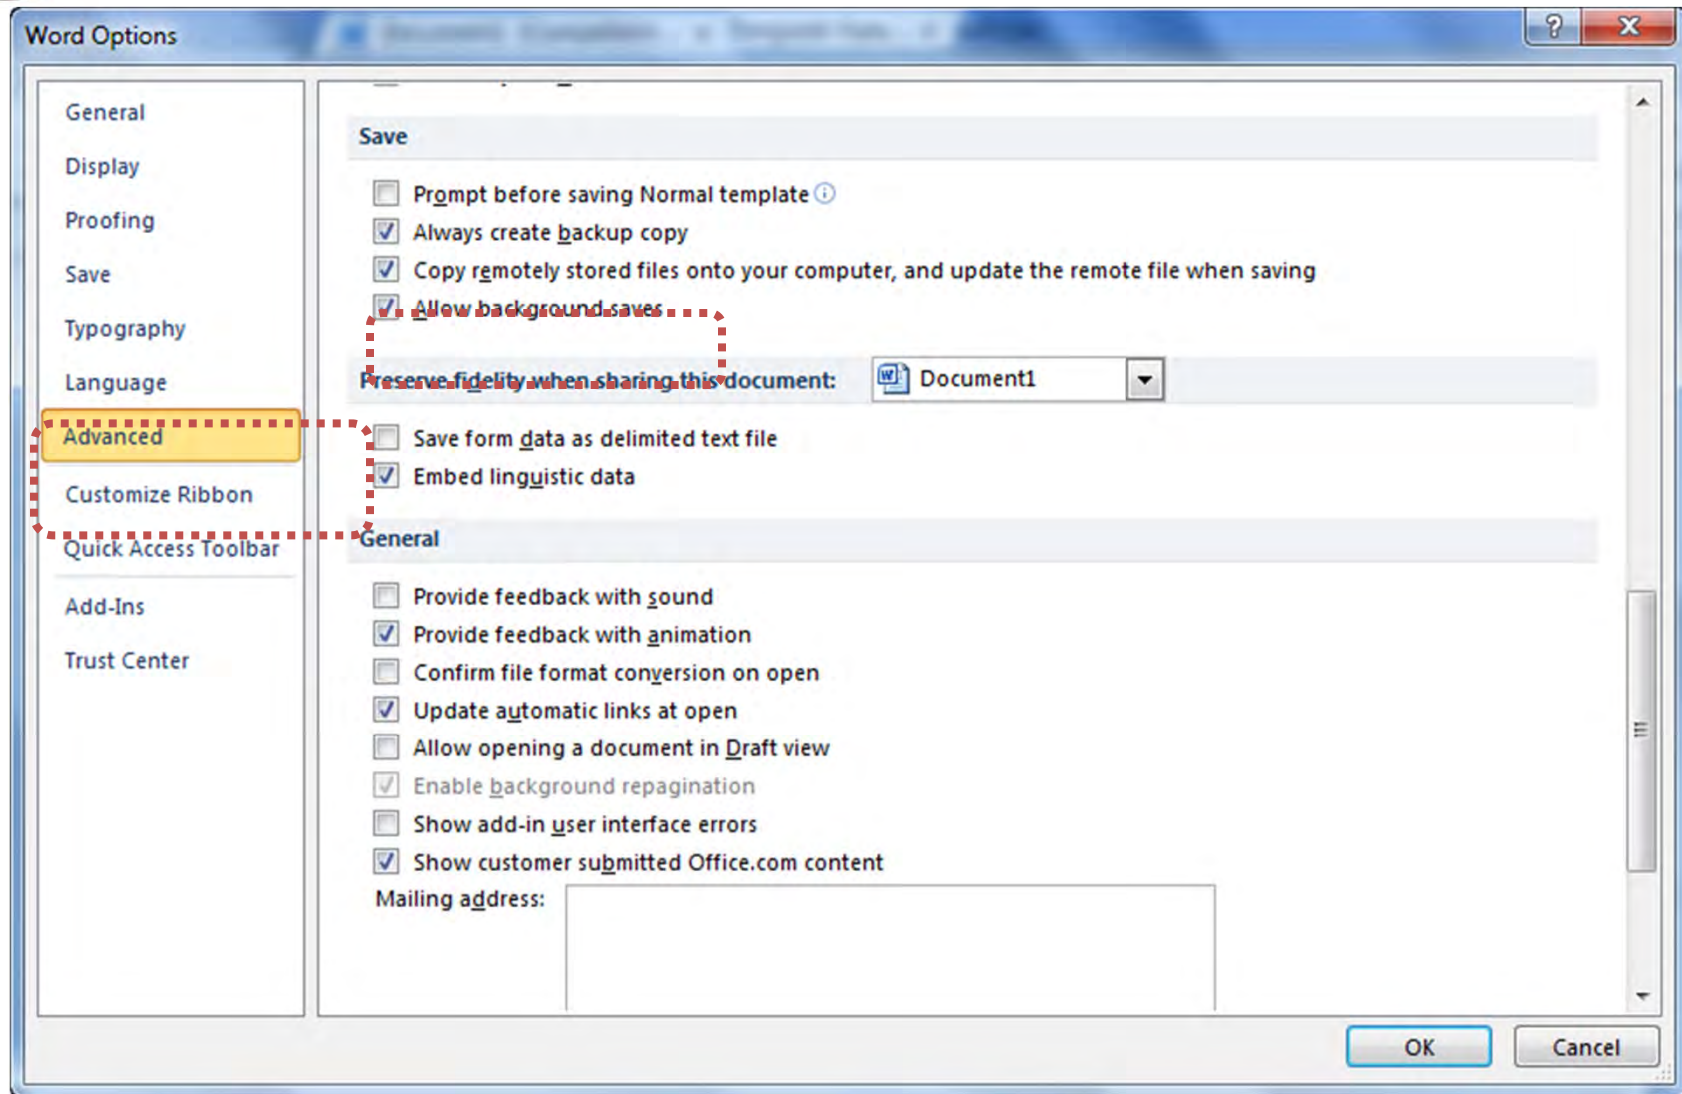 Word Options
General
Display
Proofing
Save
Typography
Language
Advanced
Customize Ribbon
Quick Access Toolbar
Add-Ins
Trust Center
Save
Prompt before saving Normal template
Always create backup copy
Copy remotely stored files onto your computer, and update the remote file when saving
Allow background saves
Preserve fidelity when sharing this document: Document1
Save form data as delimited text file
Embed linguistic data
General
Provide feedback with sound
Provide feedback with animation
Confirm file format conversion on open
Update automatic links at open
Allow opening a document in Draft view
Enable background repagination
Show add-in user interface errors
Show customer submitted Office.com content
Mailing address:
OK Cancel